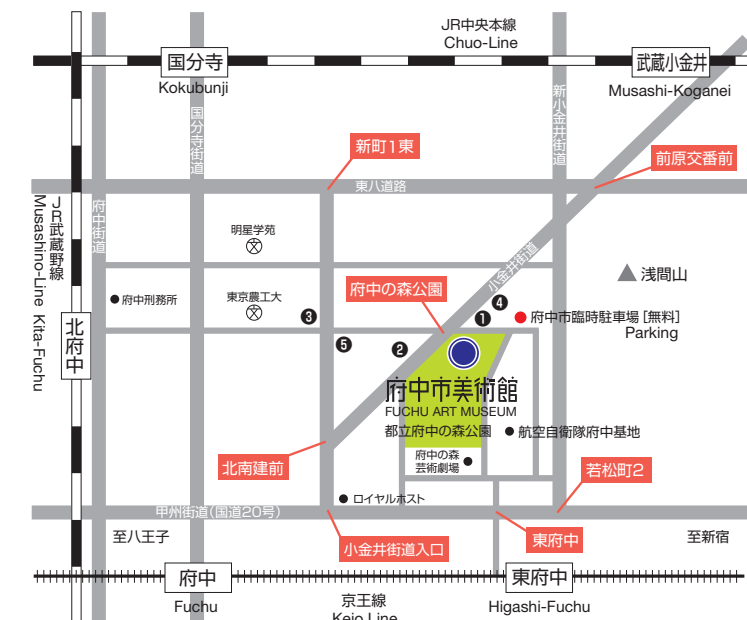 JR中央本線
Chuo-Line
国分寺
Kokubunji
武蔵小金井
Musashi-Koganei
国分寺街道
新小金井街道
新町1東
前原交番前
東八道路
府中街道
JR武蔵野線
Musashino-Line Kita-Fuchu
北府中
明星学苑
文
小金井街道
浅間山
府中刑務所
東京農工大
文
府中の森公園
❸
❹
❶
府中市臨時駐車場 [無料]
Parking
❺
❷
府中市美術館
FUCHU ART MUSEUM
都立府中の森公園
航空自衛隊府中基地
府中の森
芸術劇場
北南建前
若松町2
ロイヤルホスト
甲州街道(国道20号)
至八王子
小金井街道入口
東府中
至新宿
府中
Fuchu
東府中
Higashi-Fuchu
京王線
Keio Line